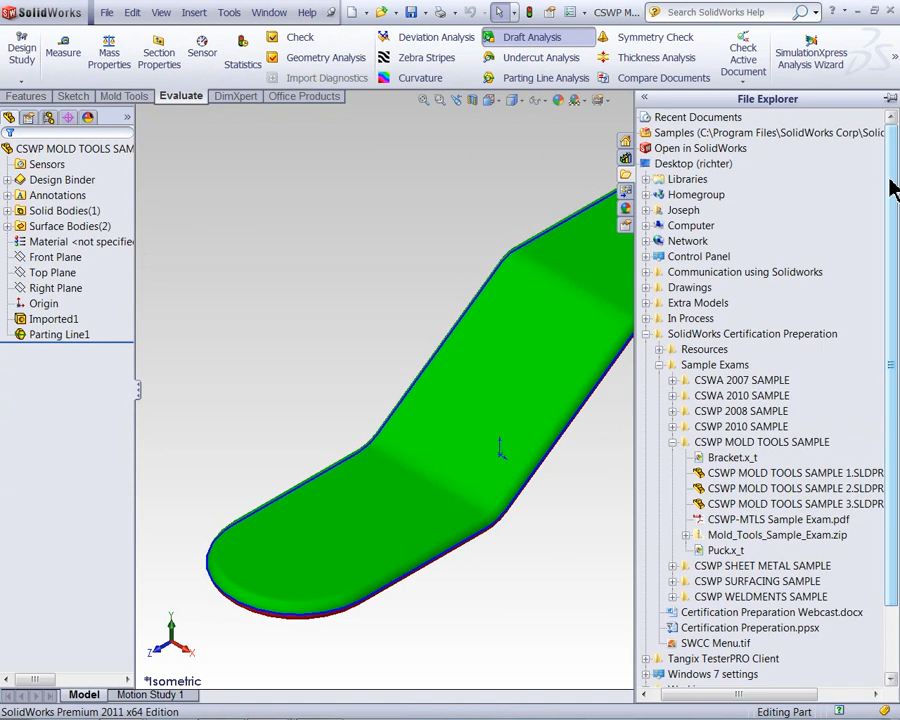 SolidWorks File Edit View Insert Tools Window Help CSWP M... Search SolidWorks Help
Design Study
Measure
Mass Properties
Section Properties
Sensor
Statistics
Check
Geometry Analysis
Import Diagnostics
Deviation Analysis
Zebra Stripes
Curvature
Draft Analysis
Undercut Analysis
Parting Line Analysis
Symmetry Check
Thickness Analysis
Compare Documents
Check Active Document
SimulationXpress Analysis Wizard
Features Sketch Mold Tools Evaluate DimXpert Office Products
CSWP MOLD TOOLS SAM
Sensors
Design Binder
Annotations
Solid Bodies(1)
Surface Bodies(2)
Material <not specifie
Front Plane
Top Plane
Right Plane
Origin
Imported1
Parting Line1
Y
Z X
*Isometric
File Explorer
Recent Documents
Samples (C:\Program Files\SolidWorks Corp\Solic
Open in SolidWorks
Desktop (richter)
Libraries
Homegroup
Joseph
Computer
Network
Control Panel
Communication using Solidworks
Drawings
Extra Models
In Process
SolidWorks Certification Preperation
Resources
Sample Exams
CSWA 2007 SAMPLE
CSWA 2010 SAMPLE
CSWP 2008 SAMPLE
CSWP 2010 SAMPLE
CSWP MOLD TOOLS SAMPLE
Bracket.x_t
CSWP MOLD TOOLS SAMPLE 1.SLDPR
CSWP MOLD TOOLS SAMPLE 2.SLDPR
CSWP MOLD TOOLS SAMPLE 3.SLDPR
CSWP-MTLS Sample Exam.pdf
Mold_Tools_Sample_Exam.zip
Puck.x_t
CSWP SHEET METAL SAMPLE
CSWP SURFACING SAMPLE
CSWP WELDMENTS SAMPLE
Certification Preparation Webcast.docx
Certification Preperation.ppsx
SWCC Menu.tif
Tangix TesterPRO Client
Windows 7 settings
Model Motion Study 1
SolidWorks Premium 2011 x64 Edition Editing Part